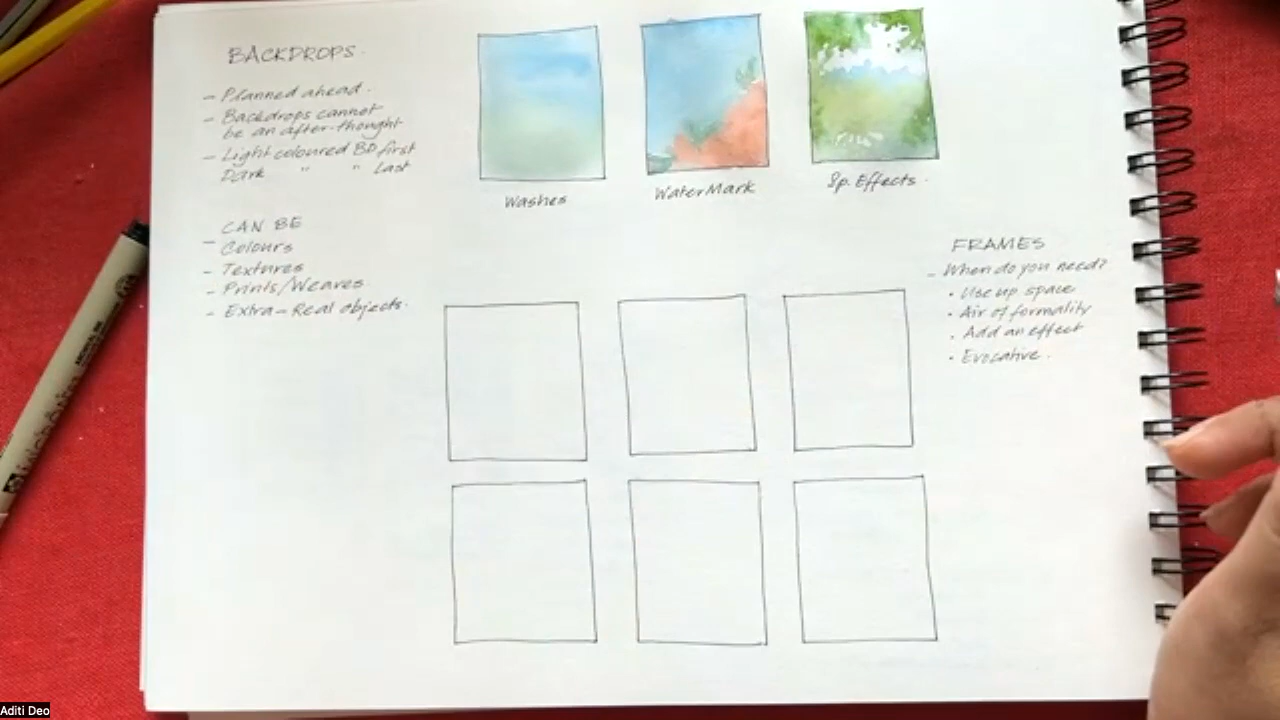 BACKDROPS.
- Planned ahead.
- Backdrops cannot
be an after-thought
- Light coloured BD first
Dark " " Last
CAN BE
- Colours
- Textures
- Prints/Weaves
- Extra - Real objects.
Washes
WaterMark
Sp. Effects.
FRAMES
- When do you need?
• Use up space
• Air of formality
• Add an effect
• Evocative.
Aditi Deo